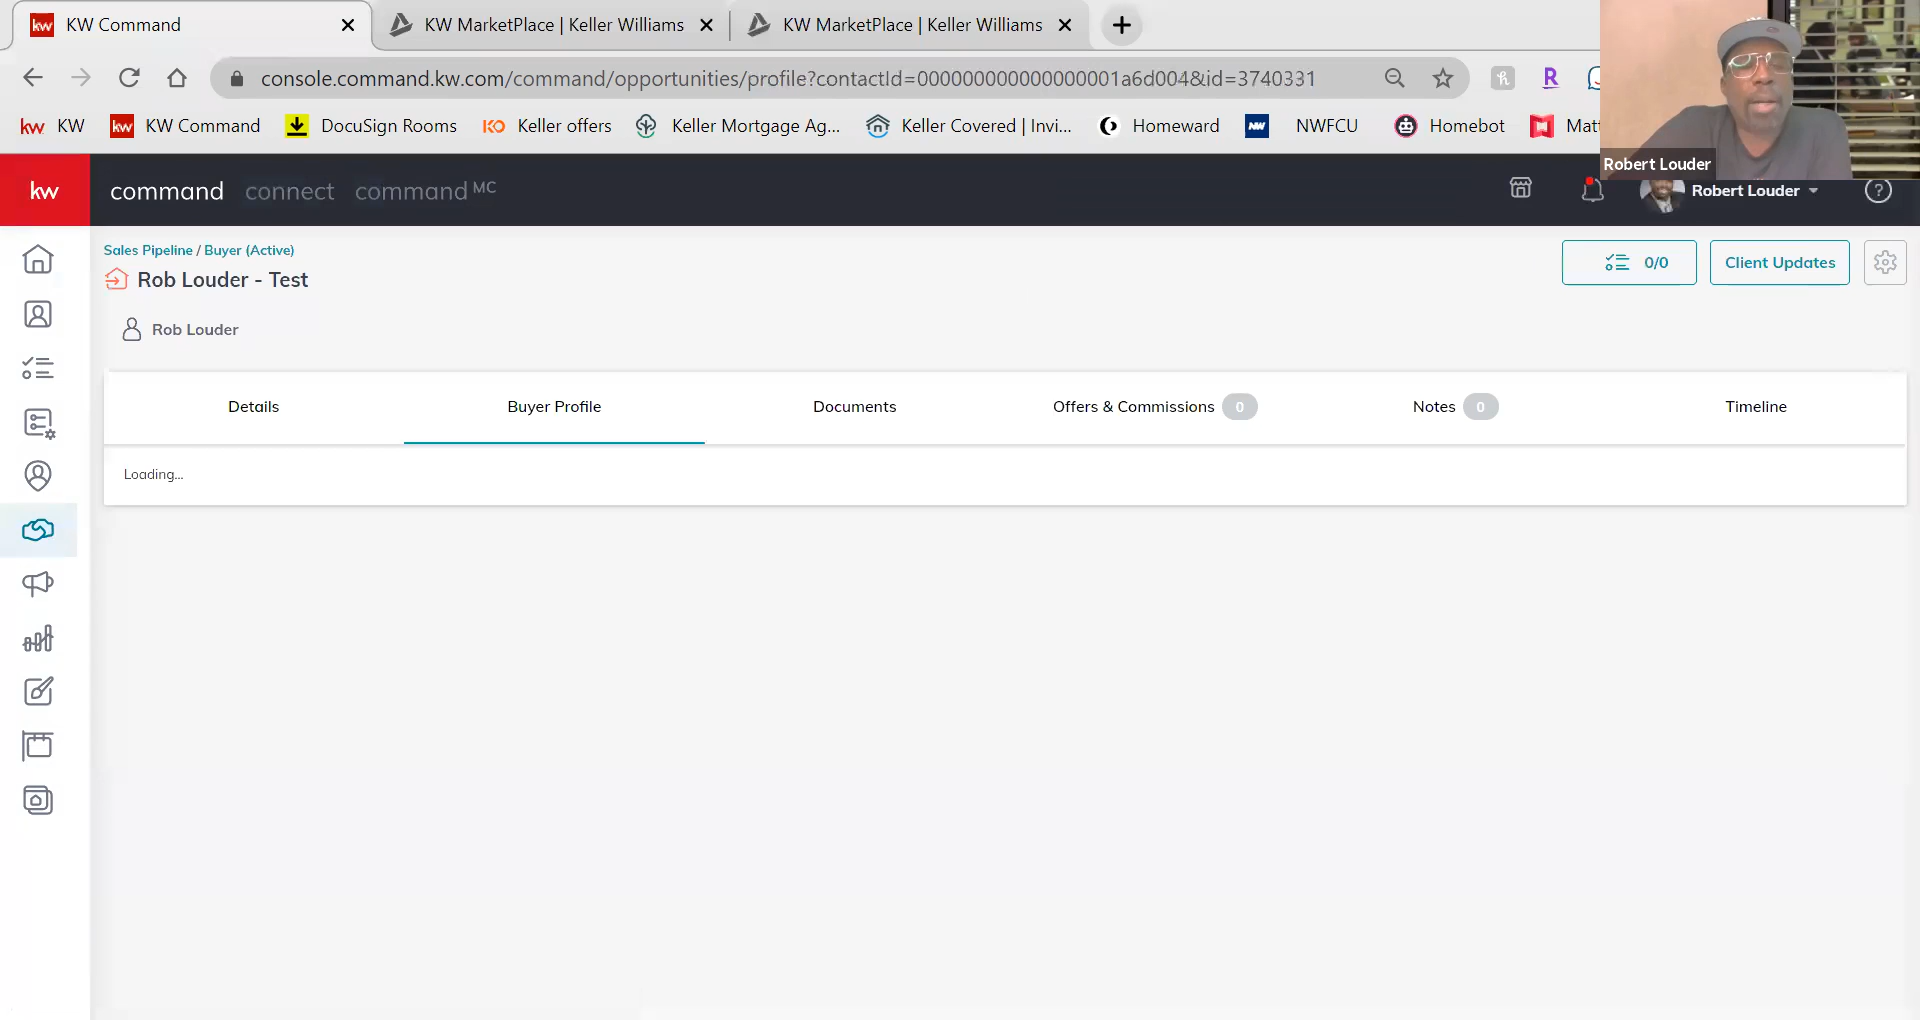 KW Command
KW MarketPlace | Keller Williams
KW MarketPlace | Keller Williams
console.command.kw.com/command/opportunities/profile?contactId=000000000000000001a6d004&id=3740331
KW
KW Command
DocuSign Rooms
Keller offers
Keller Mortgage Ag...
Keller Covered | Invi...
Homeward
NWFCU
Homebot
Matt
Robert Louder
kw
command
connect
command MC
Robert Louder
Sales Pipeline / Buyer (Active)
Rob Louder - Test
0/0
Client Updates
Rob Louder
Details
Buyer Profile
Documents
Offers & Commissions 0
Notes 0
Timeline
Loading...